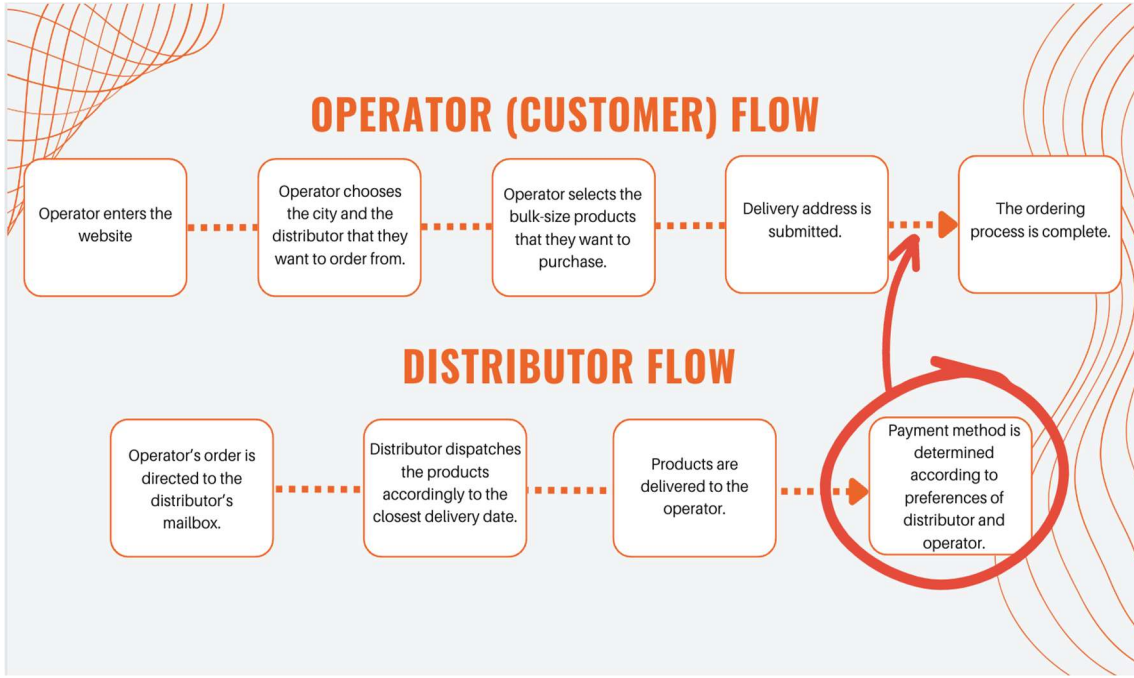 OPERATOR (CUSTOMER) FLOW
Operator enters the
website
Operator chooses
the city and the
distributor that they
want to order from.
Operator selects the
bulk-size products
that they want to
purchase.
Delivery address is
submitted.
The ordering
process is complete.
DISTRIBUTOR FLOW
Operator's order is
directed to the
distributor's
mailbox.
Distributor dispatches
the products
accordingly to the
closest delivery date.
Products are
delivered to the
operator.
Payment method is
determined
according to
preferences of
distributor and
operator.